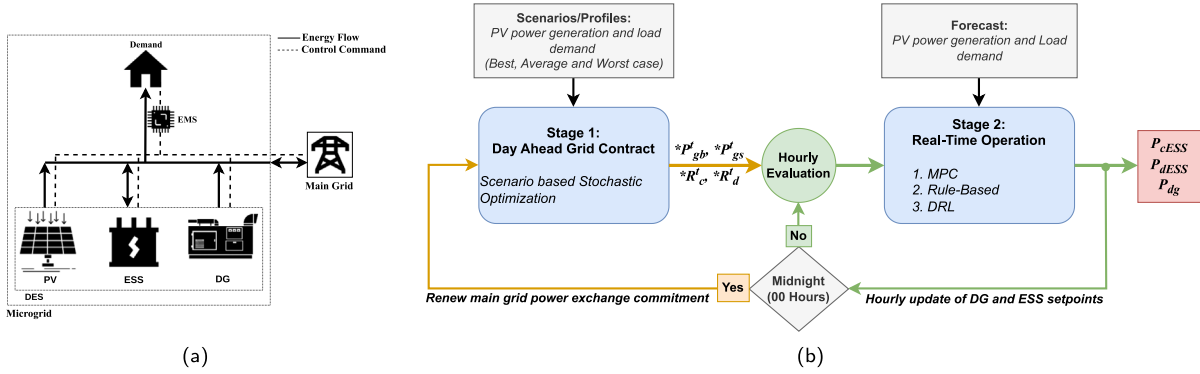 Energy Flow
Control Command
Demand
EMS
Main Grid
PV
ESS
DG
DES
Microgrid
(a)
Scenarios/Profiles:
PV power generation and load
demand
(Best, Average and Worst case)
Forecast:
PV power generation and Load
demand
Stage 1:
Day Ahead Grid Contract
Scenario based Stochastic
Optimization
*P^t_gb, *P^t_gs
*R^t_c, *R^t_d
Hourly
Evaluation
Stage 2:
Real-Time Operation
1. MPC
2. Rule-Based
3. DRL
P_cESS
P_dESS
P_dg
No
Yes
Midnight
(00 Hours)
Renew main grid power exchange commitment
Hourly update of DG and ESS setpoints
(b)